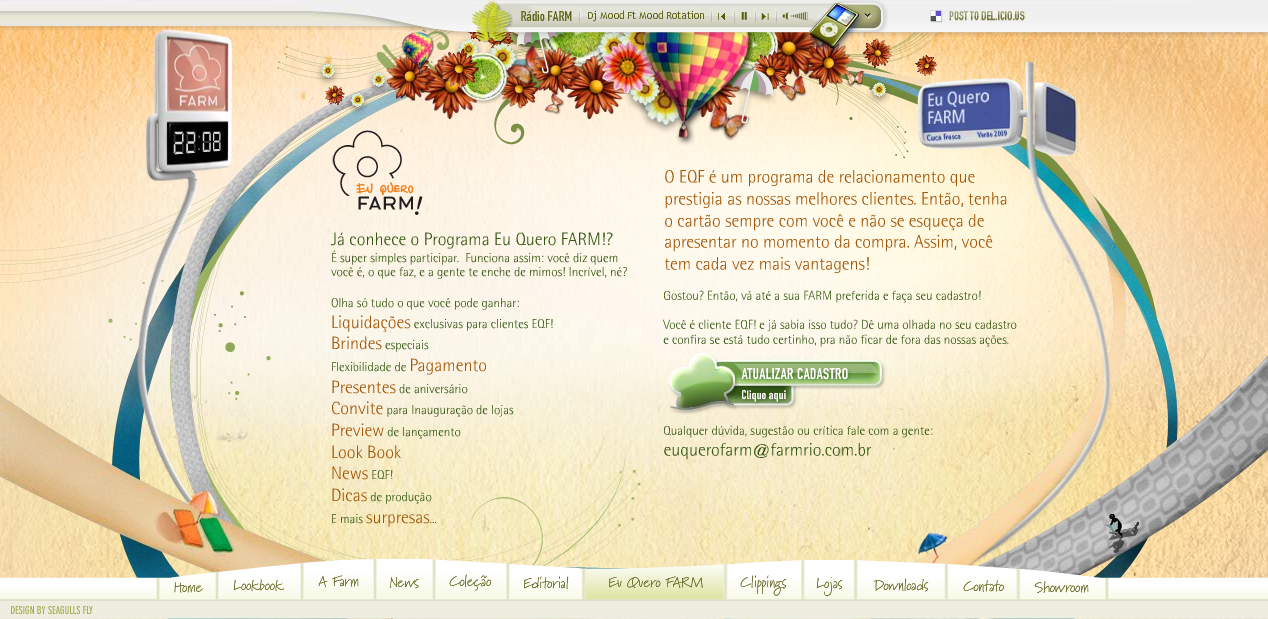 Rádio FARM
Dj Mood Ft Mood Rotation
POST TO DEL.ICIO.US
FARM
22:08
Eu Quero
FARM
Cuca Fresca Verão 2009
EU QUERO
FARM!
Já conhece o Programa Eu Quero FARM!?
É super simples participar. Funciona assim: você diz quem
você é, o que faz, e a gente te enche de mimos! Incrível, né?
Olha só tudo o que você pode ganhar:
Liquidações exclusivas para clientes EQF!
Brindes especiais
Flexibilidade de Pagamento
Presentes de aniversário
Convite para Inauguração de lojas
Preview de lançamento
Look Book
News EQF!
Dicas de produção
E mais surpresas...
O EQF é um programa de relacionamento que
prestigia as nossas melhores clientes. Então, tenha
o cartão sempre com você e não se esqueça de
apresentar no momento da compra. Assim, você
tem cada vez mais vantagens!
Gostou? Então, vá até a sua FARM preferida e faça seu cadastro!
Você é cliente EQF! e já sabia isso tudo? Dê uma olhada no seu cadastro
e confira se está tudo certinho, pra não ficar de fora das nossas ações.
ATUALIZAR CADASTRO
Clique aqui
Qualquer dúvida, sugestão ou crítica fale com a gente:
euquerofarm@farmrio.com.br
Home Lookbook A Farm News Coleção Editorial Eu Quero FARM Clippings Lojas Downloads Contato Showroom
DESIGN BY SEAGULLS FLY